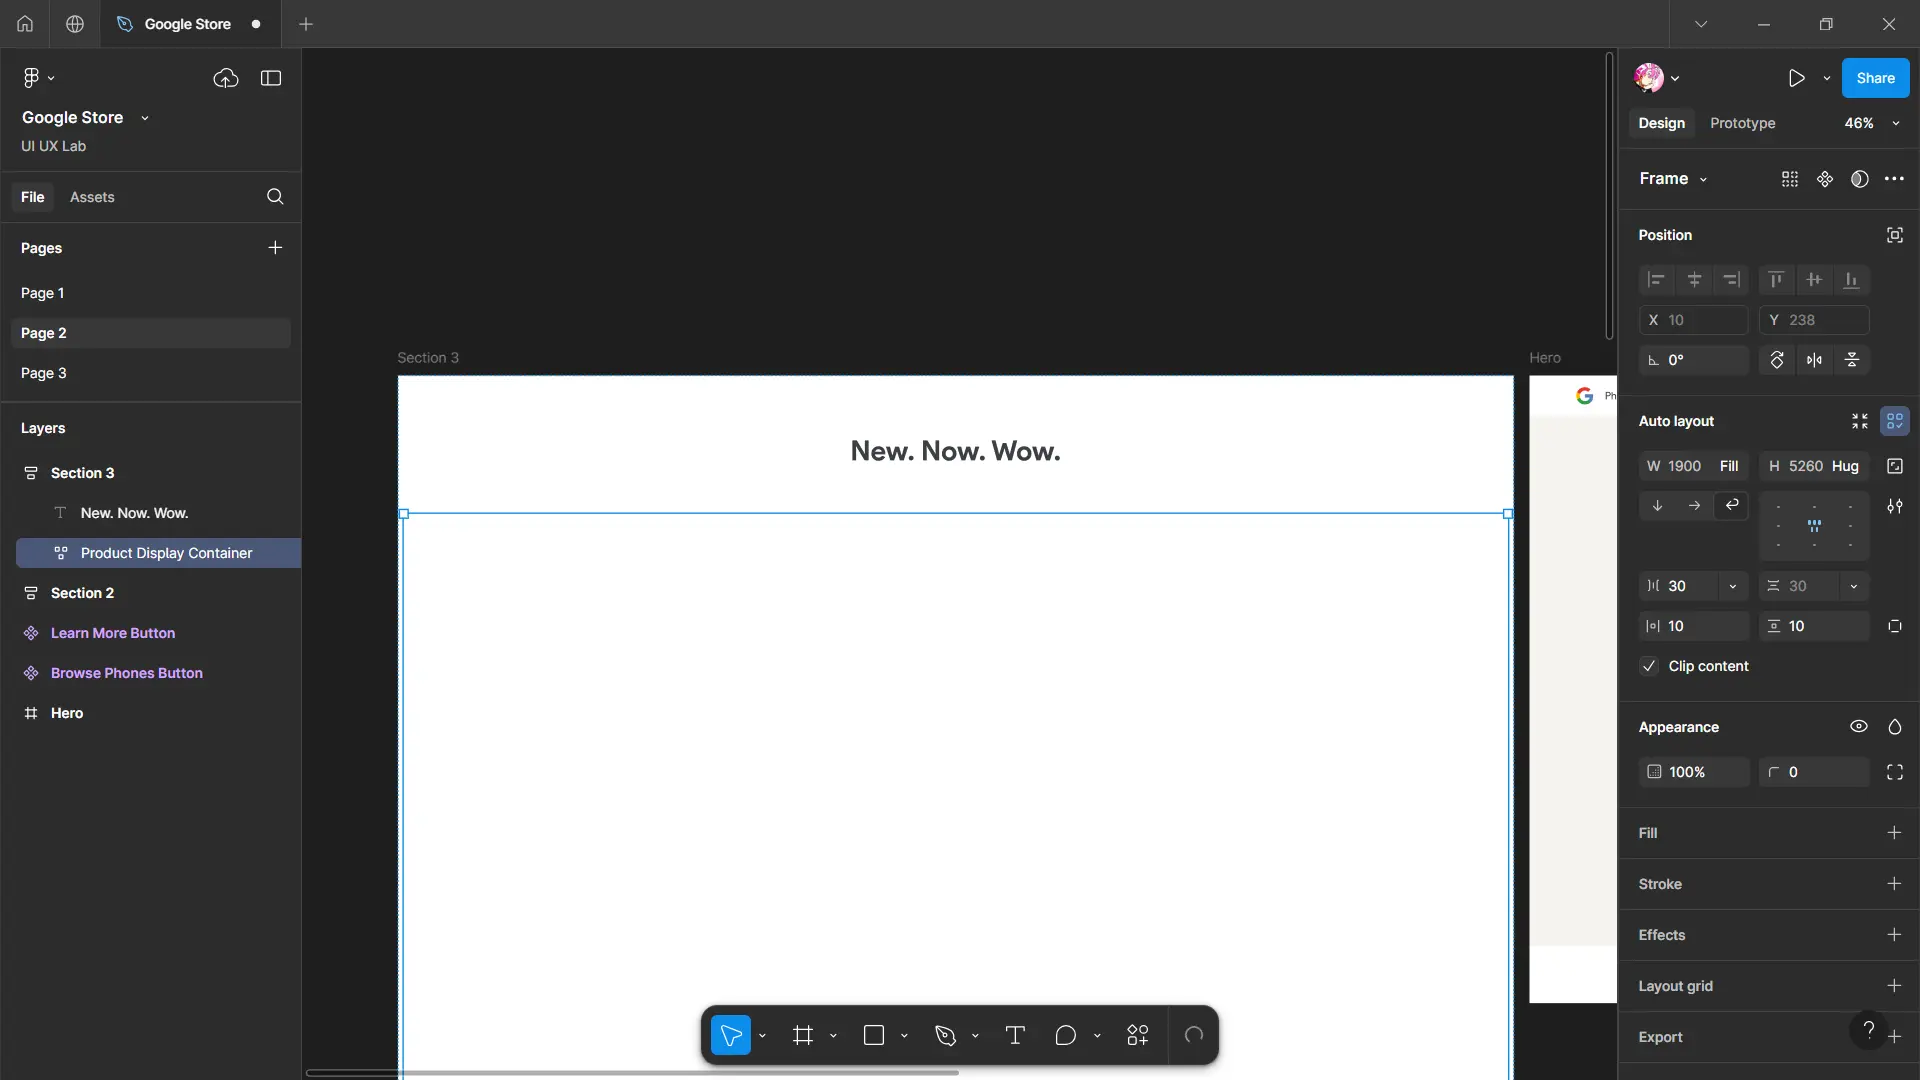 Google Store
Google Store
UI UX Lab
File
Assets
Pages
Page 1
Page 2
Page 3
Layers
Section 3
New. Now. Wow.
Product Display Container
Section 2
Learn More Button
Browse Phones Button
Hero
Section 3
New. Now. Wow.
Hero
Ph
Share
Design
Prototype
46%
Frame
Position
X 10
Y 238
0°
Auto layout
W 1900 Fill
H 5260 Hug
30
30
10
10
Clip content
Appearance
100%
0
Fill
Stroke
Effects
Layout grid
Export
?